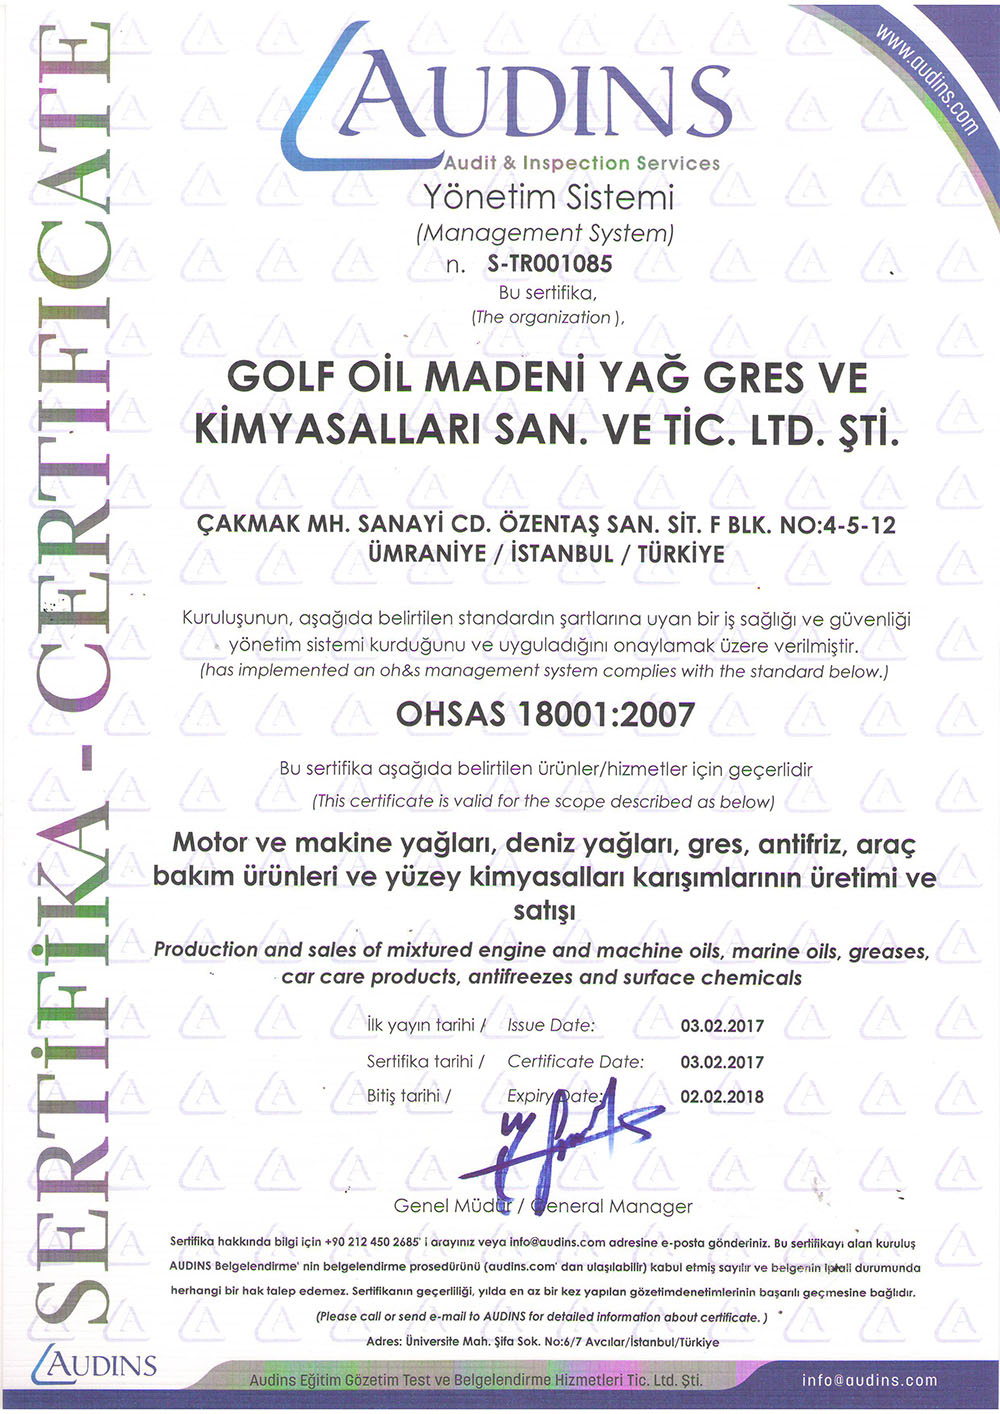 www.audins.com
AUDINS
Audit & Inspection Services
Yönetim Sistemi
(Management System)
n. S-TR001085
Bu sertifika,
(The organization ),
GOLF OİL MADENİ YAĞ GRES VE
KİMYASALLARI SAN. VE TİC. LTD. ŞTİ.
ÇAKMAK MH. SANAYİ CD. ÖZENTAŞ SAN. SİT. F BLK. NO:4-5-12
ÜMRANİYE / İSTANBUL / TÜRKİYE
Kuruluşunun, aşağıda belirtilen standardın şartlarına uyan bir iş sağlığı ve güvenliği
yönetim sistemi kurduğunu ve uyguladığını onaylamak üzere verilmiştir.
(has implemented an oh&s management system complies with the standard below.)
OHSAS 18001:2007
Bu sertifika aşağıda belirtilen ürünler/hizmetler için geçerlidir
(This certificate is valid for the scope described as below)
Motor ve makine yağları, deniz yağları, gres, antifriz, araç
bakım ürünleri ve yüzey kimyasalları karışımlarının üretimi ve
satışı
Production and sales of mixtured engine and machine oils, marine oils, greases,
car care products, antifreezes and surface chemicals
İlk yayın tarihi / Issue Date: 03.02.2017
Sertifika tarihi / Certificate Date: 03.02.2017
Bitiş tarihi / Expiry Date: 02.02.2018
Genel Müdür / General Manager
Sertifika hakkında bilgi için +90 212 450 2685' i arayınız veya info@audins.com adresine e-posta gönderiniz. Bu sertifikayı alan kuruluş
AUDINS Belgelendirme' nin belgelendirme prosedürünü (audins.com' dan ulaşılabilir) kabul etmiş sayılır ve belgenin iptali durumunda
herhangi bir hak talep edemez. Sertifikanın geçerliliği, yılda en az bir kez yapılan gözetimdenetimlerinin başarılı geçmesine bağlıdır.
(Please call or send e-mail to AUDINS for detailed information about certificate. )
Adres: Üniversite Mah. Şifa Sok. No:6/7 Avcılar/İstanbul/Türkiye
AUDINS
Audins Eğitim Gözetim Test ve Belgelendirme Hizmetleri Tic. Ltd. Şti.
info@audins.com
SERTİFİKA - CERTIFICATE